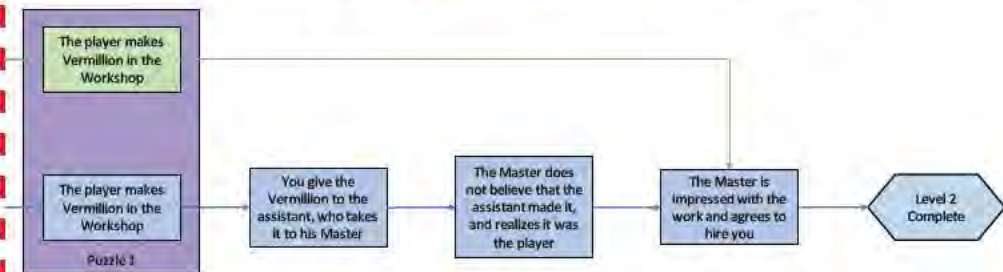 The player makes
Vermillion in the
Workshop
The player makes
Vermillion in the
Workshop
Puzzle 1
You give the
Vermillion to the
assistant, who takes
it to his Master
The Master does
not believe that the
assistant made it,
and realizes it was
the player
The Master is
impressed with the
work and agrees to
hire you
Level 2
Complete